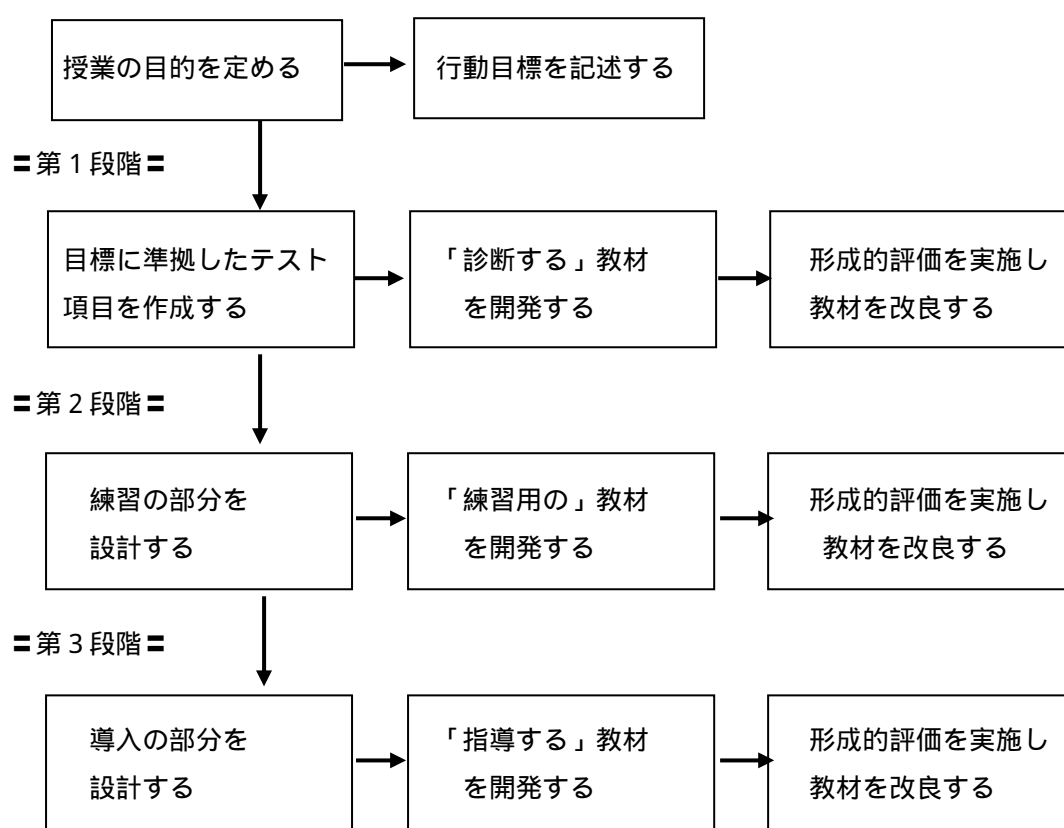 授業の目的を定める
行動目標を記述する
〓第1段階〓
目標に準拠したテスト
項目を作成する
「診断する」教材
を開発する
形成的評価を実施し
教材を改良する
〓第2段階〓
練習の部分を
設計する
「練習用の」教材
を開発する
形成的評価を実施し
教材を改良する
〓第3段階〓
導入の部分を
設計する
「指導する」教材
を開発する
形成的評価を実施し
教材を改良する